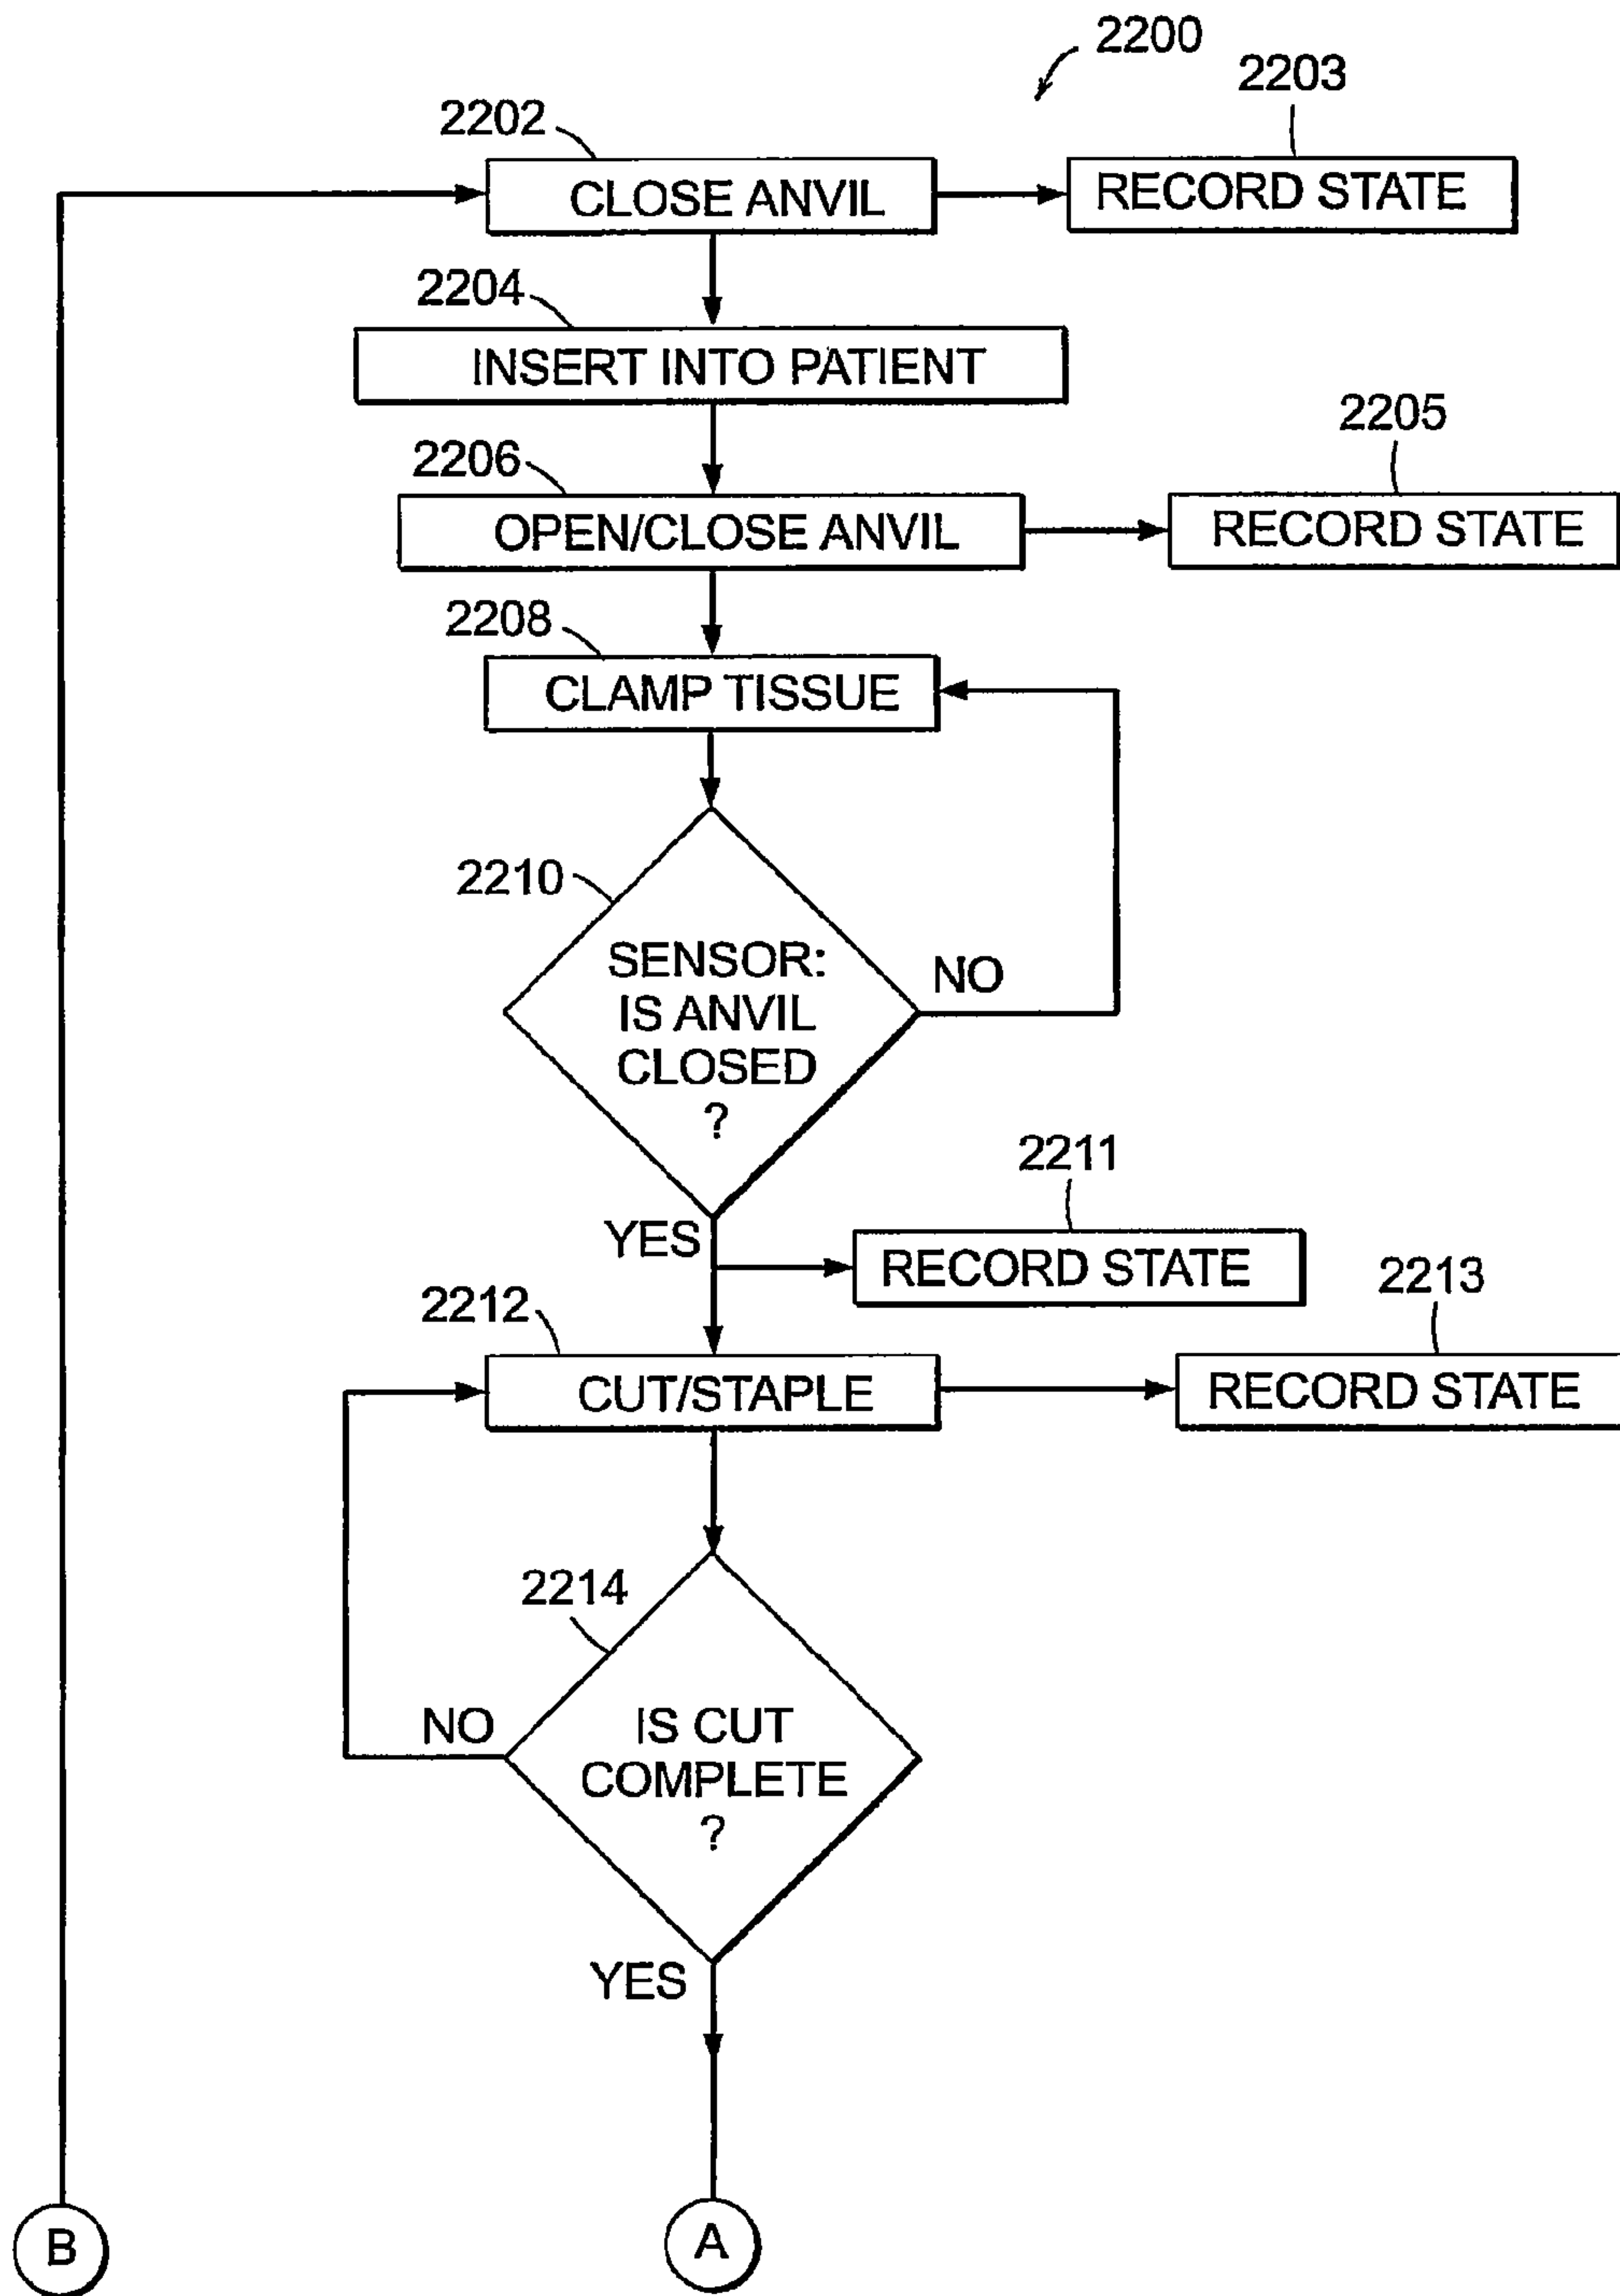 2200
2203
2202
CLOSE ANVIL
RECORD STATE
2204
INSERT INTO PATIENT
2205
2206
OPEN/CLOSE ANVIL
RECORD STATE
2208
CLAMP TISSUE
2210
SENSOR:
IS ANVIL
CLOSED
?
NO
2211
YES
RECORD STATE
2213
2212
CUT/STAPLE
RECORD STATE
2214
NO
IS CUT
COMPLETE
?
YES
B
A